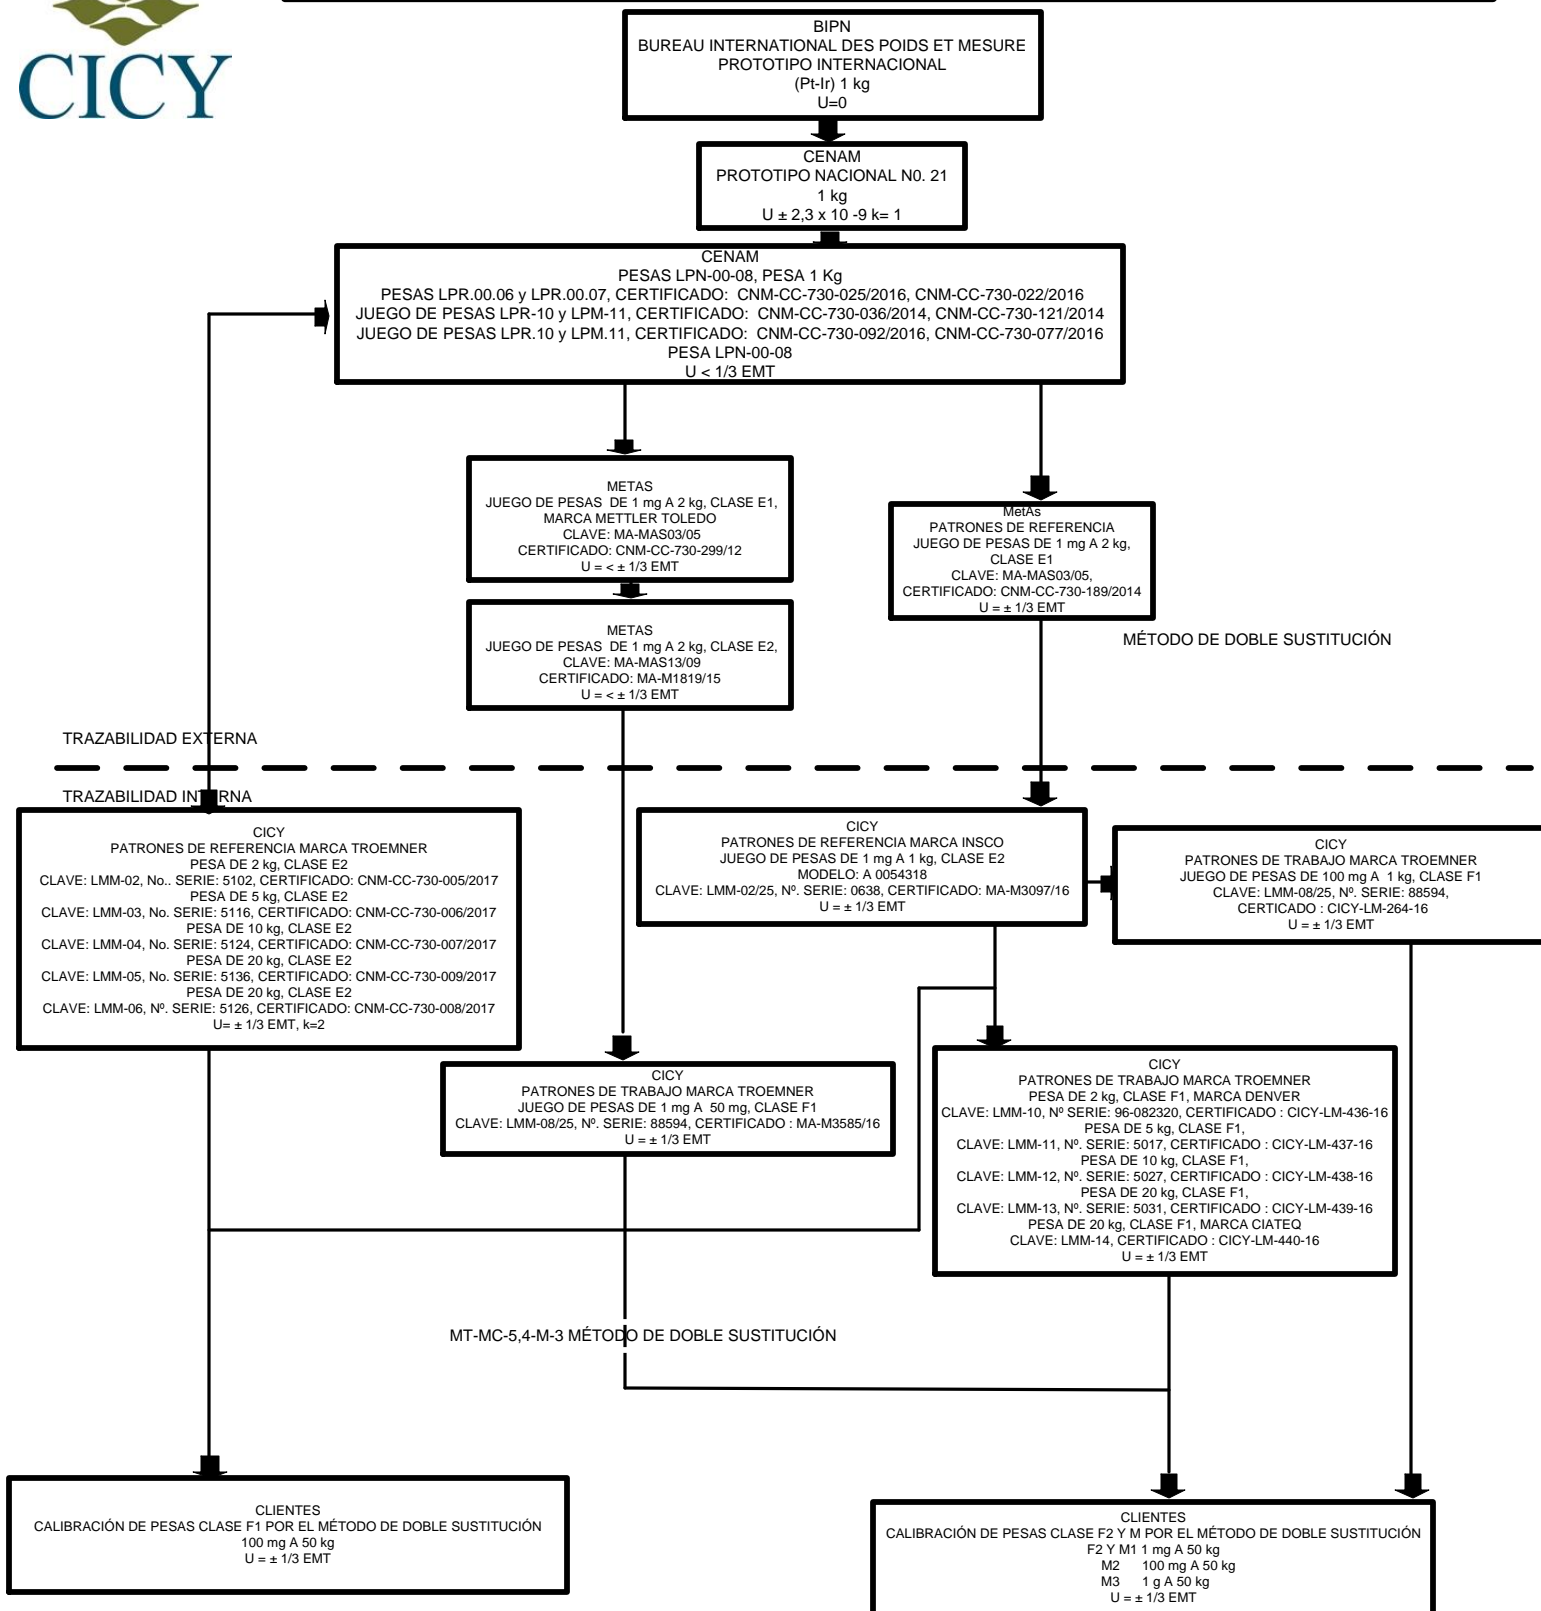 CICY
BIPN
BUREAU INTERNATIONAL DES POIDS ET MESURE
PROTOTIPO INTERNACIONAL
(Pt-Ir) 1 kg
U=0
CENAM
PROTOTIPO NACIONAL N0. 21
1 kg
U ± 2,3 x 10 -9 k= 1
CENAM
PESAS LPN-00-08, PESA 1 Kg
PESAS LPR.00.06 y LPR.00.07, CERTIFICADO: CNM-CC-730-025/2016, CNM-CC-730-022/2016
JUEGO DE PESAS LPR-10 y LPM-11, CERTIFICADO: CNM-CC-730-036/2014, CNM-CC-730-121/2014
JUEGO DE PESAS LPR.10 y LPM.11, CERTIFICADO: CNM-CC-730-092/2016, CNM-CC-730-077/2016
PESA LPN-00-08
U < 1/3 EMT
METAS
JUEGO DE PESAS DE 1 mg A 2 kg, CLASE E1,
MARCA METTLER TOLEDO
CLAVE: MA-MAS03/05
CERTIFICADO: CNM-CC-730-299/12
U = < ± 1/3 EMT
MetAs
PATRONES DE REFERENCIA
JUEGO DE PESAS DE 1 mg A 2 kg,
CLASE E1
CLAVE: MA-MAS03/05,
CERTIFICADO: CNM-CC-730-189/2014
U = ± 1/3 EMT
METAS
JUEGO DE PESAS DE 1 mg A 2 kg, CLASE E2,
CLAVE: MA-MAS13/09
CERTIFICADO: MA-M1819/15
U = < ± 1/3 EMT
MÉTODO DE DOBLE SUSTITUCIÓN
TRAZABILIDAD EXTERNA
TRAZABILIDAD INTERNA
CICY
PATRONES DE REFERENCIA MARCA TROEMNER
PESA DE 2 kg, CLASE E2
CLAVE: LMM-02, No.. SERIE: 5102, CERTIFICADO: CNM-CC-730-005/2017
PESA DE 5 kg, CLASE E2
CLAVE: LMM-03, No. SERIE: 5116, CERTIFICADO: CNM-CC-730-006/2017
PESA DE 10 kg, CLASE E2
CLAVE: LMM-04, No. SERIE: 5124, CERTIFICADO: CNM-CC-730-007/2017
PESA DE 20 kg, CLASE E2
CLAVE: LMM-05, No. SERIE: 5136, CERTIFICADO: CNM-CC-730-009/2017
PESA DE 20 kg, CLASE E2
CLAVE: LMM-06, Nº. SERIE: 5126, CERTIFICADO: CNM-CC-730-008/2017
U= ± 1/3 EMT, k=2
CICY
PATRONES DE REFERENCIA MARCA INSCO
JUEGO DE PESAS DE 1 mg A 1 kg, CLASE E2
MODELO: A 0054318
CLAVE: LMM-02/25, Nº. SERIE: 0638, CERTIFICADO: MA-M3097/16
U = ± 1/3 EMT
CICY
PATRONES DE TRABAJO MARCA TROEMNER
JUEGO DE PESAS DE 100 mg A 1 kg, CLASE F1
CLAVE: LMM-08/25, Nº. SERIE: 88594,
CERTICADO : CICY-LM-264-16
U = ± 1/3 EMT
CICY
PATRONES DE TRABAJO MARCA TROEMNER
JUEGO DE PESAS DE 1 mg A 50 mg, CLASE F1
CLAVE: LMM-08/25, Nº. SERIE: 88594, CERTIFICADO : MA-M3585/16
U = ± 1/3 EMT
CICY
PATRONES DE TRABAJO MARCA TROEMNER
PESA DE 2 kg, CLASE F1, MARCA DENVER
CLAVE: LMM-10, Nº SERIE: 96-082320, CERTIFICADO : CICY-LM-436-16
PESA DE 5 kg, CLASE F1,
CLAVE: LMM-11, Nº. SERIE: 5017, CERTIFICADO : CICY-LM-437-16
PESA DE 10 kg, CLASE F1,
CLAVE: LMM-12, Nº. SERIE: 5027, CERTIFICADO : CICY-LM-438-16
PESA DE 20 kg, CLASE F1,
CLAVE: LMM-13, Nº. SERIE: 5031, CERTIFICADO : CICY-LM-439-16
PESA DE 20 kg, CLASE F1, MARCA CIATEQ
CLAVE: LMM-14, CERTIFICADO : CICY-LM-440-16
U = ± 1/3 EMT
MT-MC-5,4-M-3 MÉTODO DE DOBLE SUSTITUCIÓN
CLIENTES
CALIBRACIÓN DE PESAS CLASE F1 POR EL MÉTODO DE DOBLE SUSTITUCIÓN
100 mg A 50 kg
U = ± 1/3 EMT
CLIENTES
CALIBRACIÓN DE PESAS CLASE F2 Y M POR EL MÉTODO DE DOBLE SUSTITUCIÓN
F2 Y M1 1 mg A 50 kg
M2 100 mg A 50 kg
M3 1 g A 50 kg
U = ± 1/3 EMT